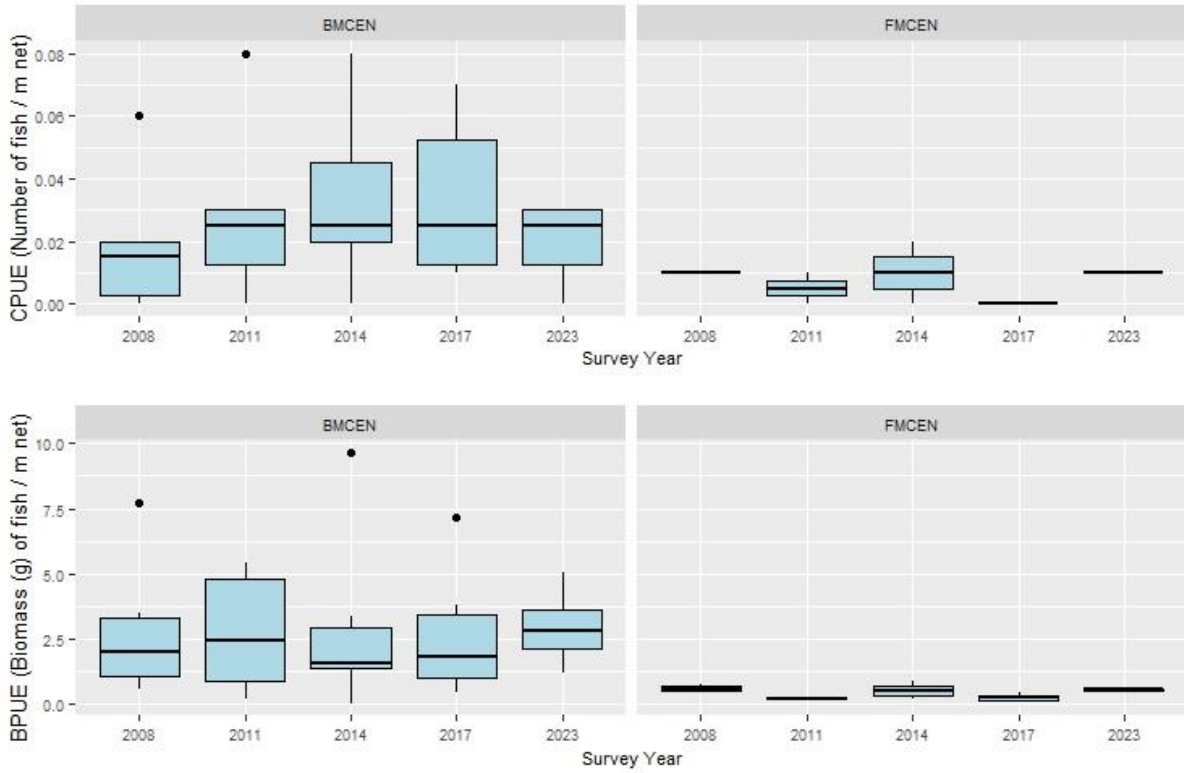 BMCEN FMCEN
CPUE (Number of fish / m net)
0.08
0.06
0.04
0.02
0.00
2008 2011 2014 2017 2023 2008 2011 2014 2017 2023
Survey Year
BMCEN FMCEN
BPUE (Biomass (g) of fish / m net)
10.0
7.5
5.0
2.5
0.0
2008 2011 2014 2017 2023 2008 2011 2014 2017 2023
Survey Year